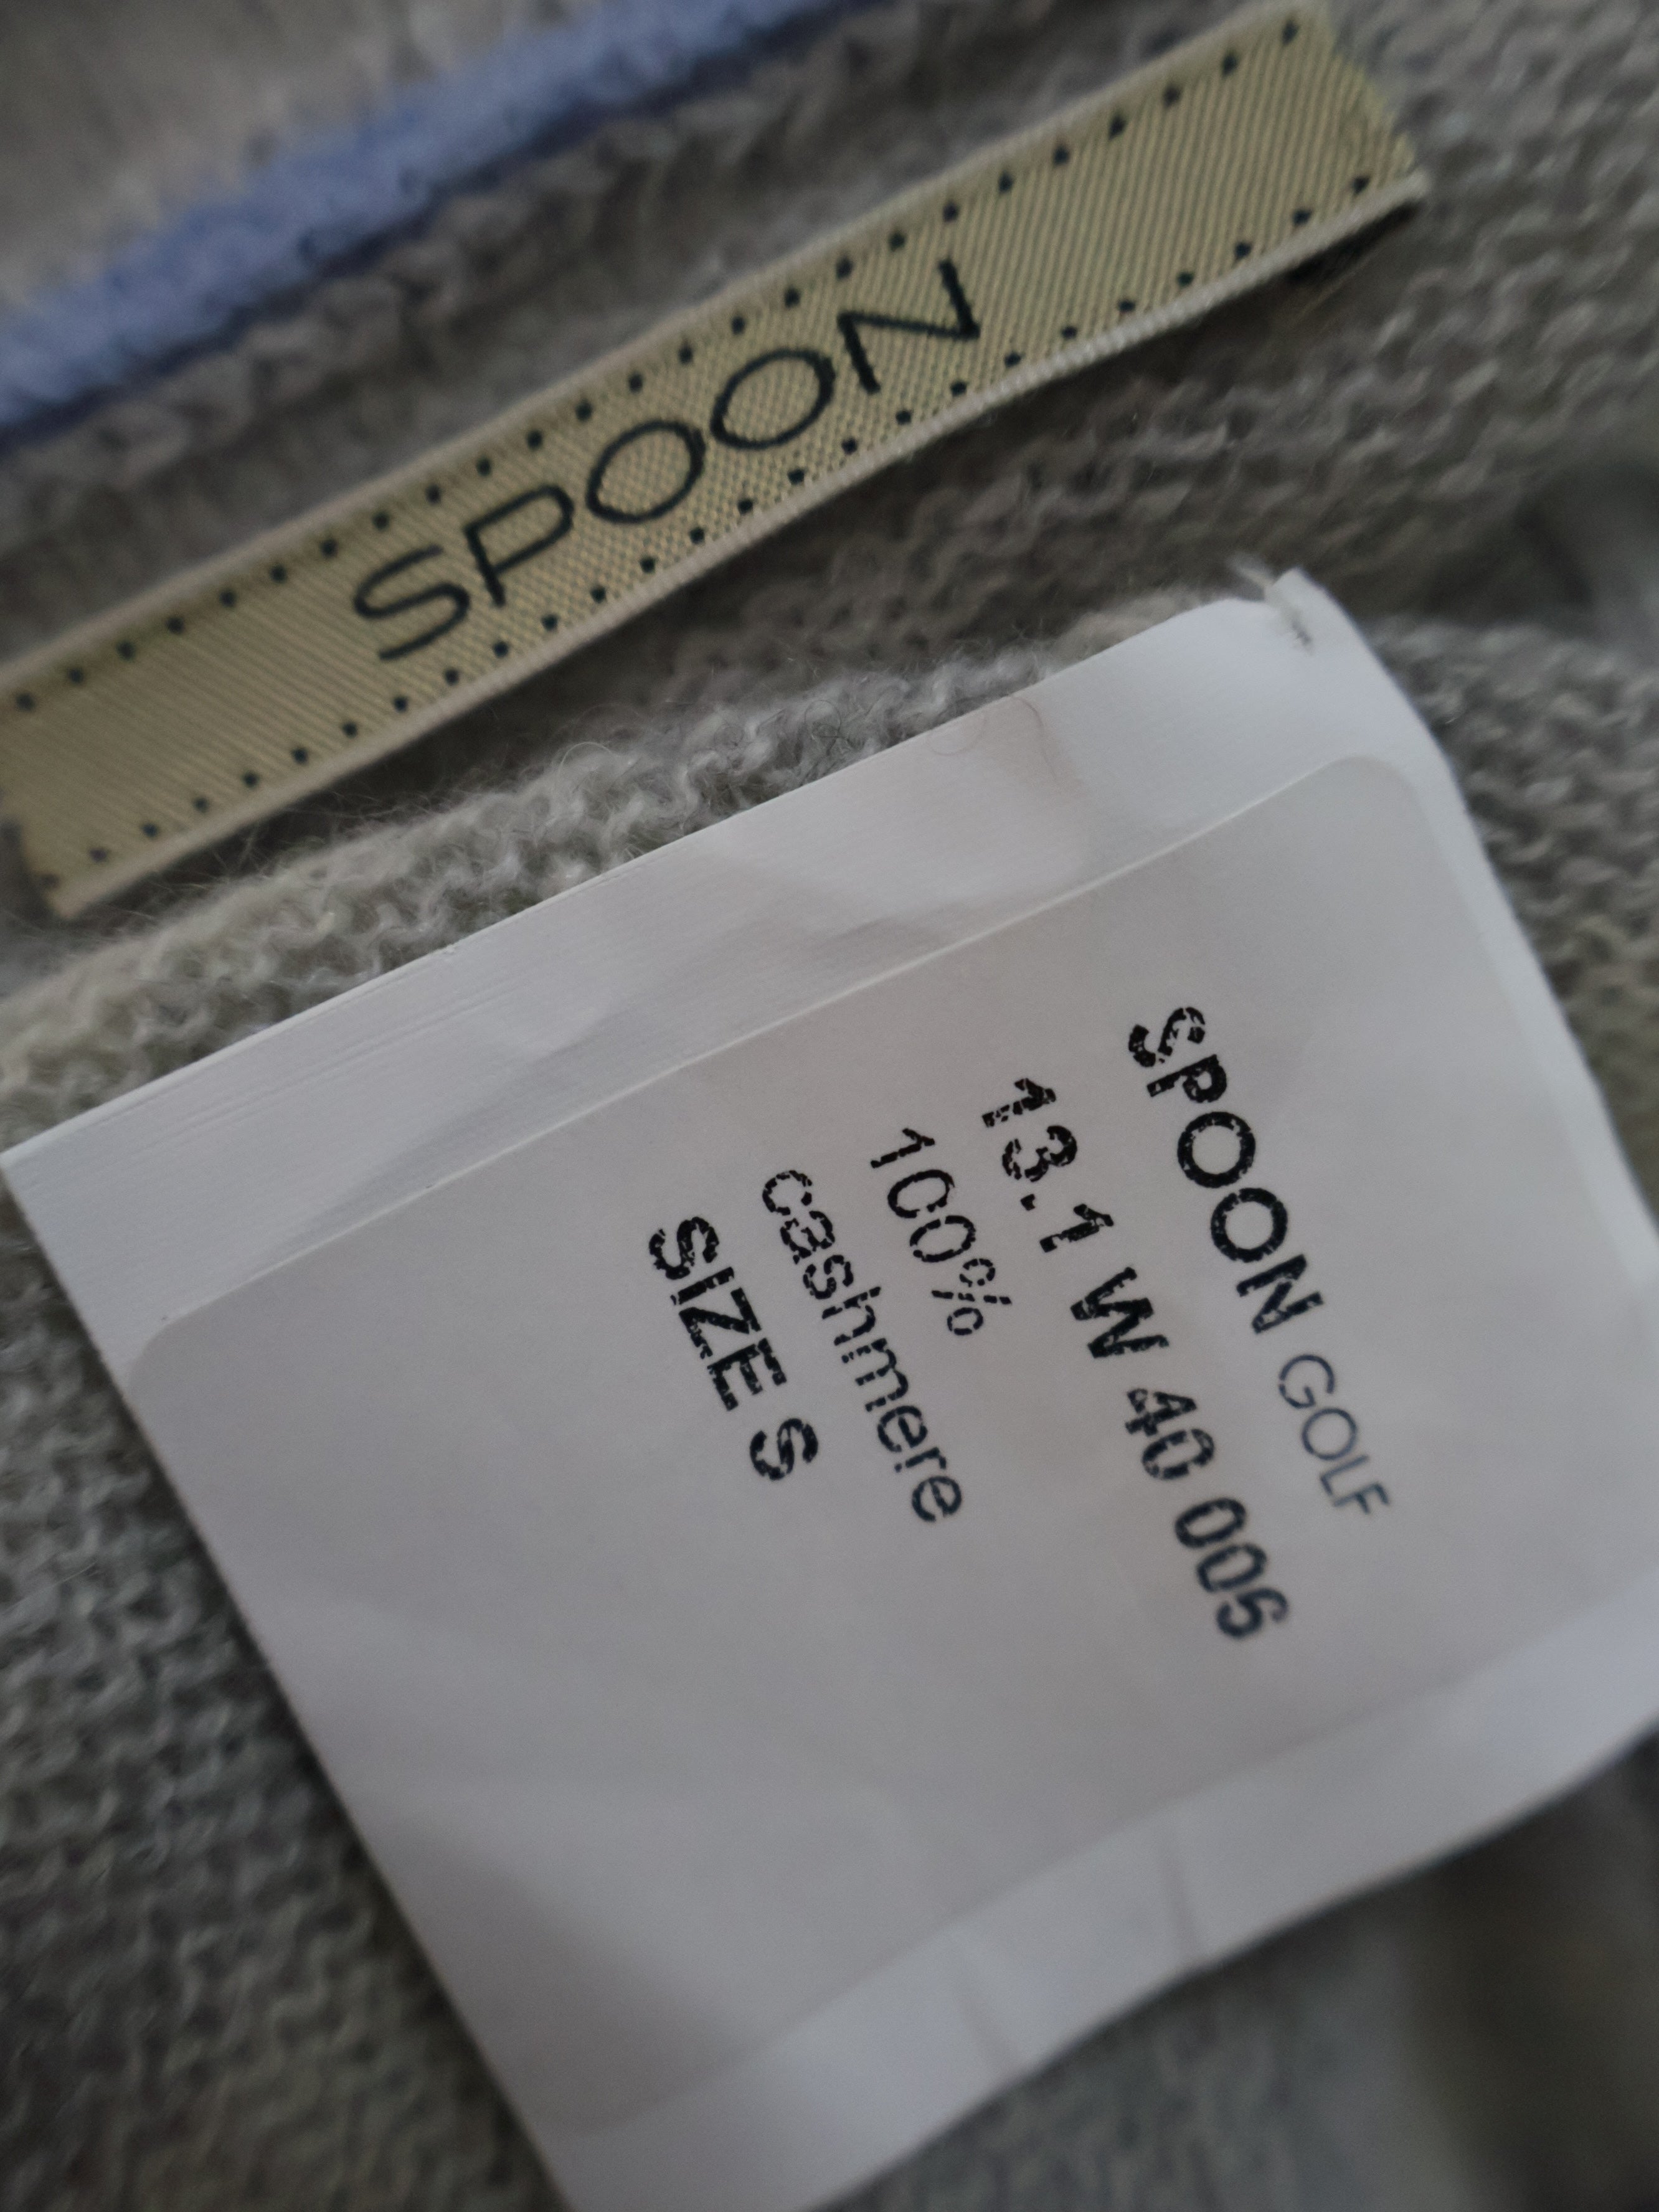 SPOON
SPOON GOLF
13.1 W 40 005
100%
cashmere
SIZE S